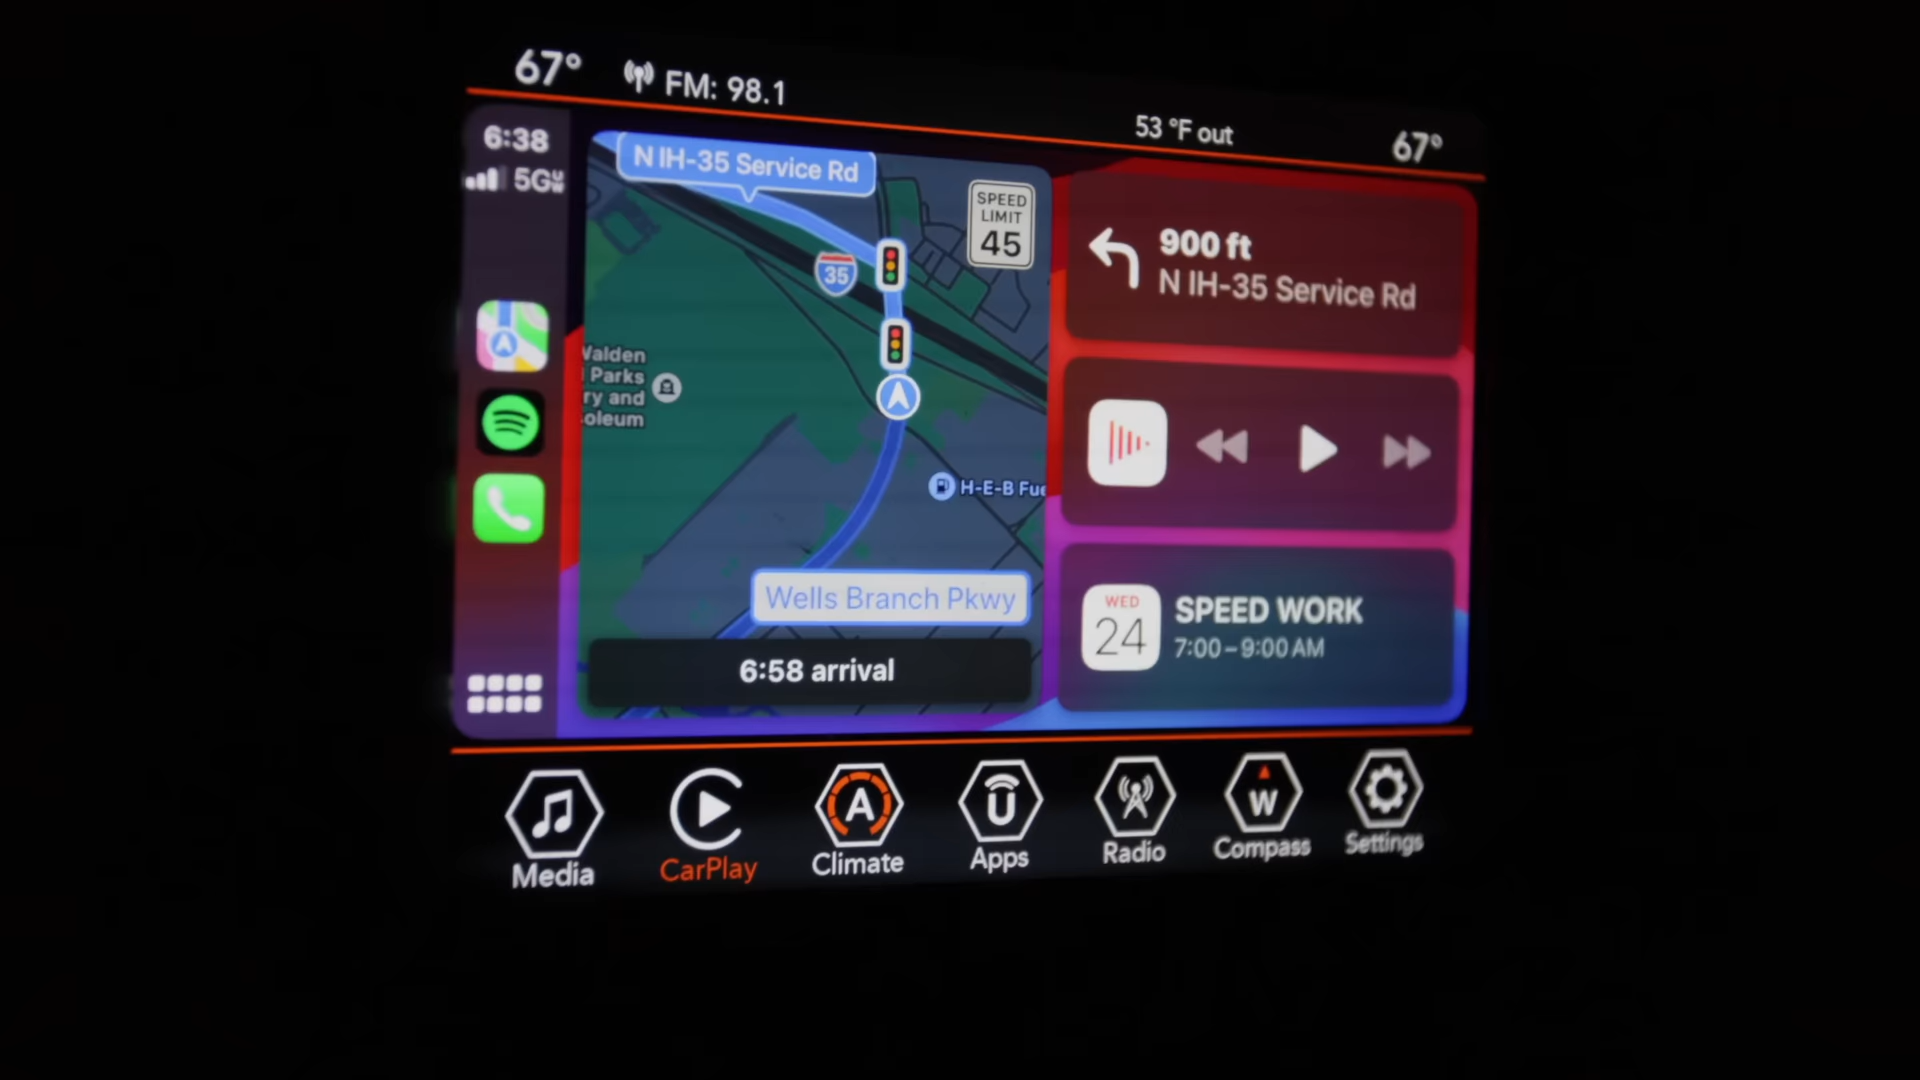 67°
FM: 98.1
53 °F out
67°
6:38
5G
N IH-35 Service Rd
SPEED
LIMIT
45
35
Walden
Parks
ry and
oleum
H-E-B Fue
Wells Branch Pkwy
6:58 arrival
900 ft
N IH-35 Service Rd
WED
24
SPEED WORK
7:00 – 9:00 AM
A
U
W
Media
CarPlay
Climate
Apps
Radio
Compass
Settings